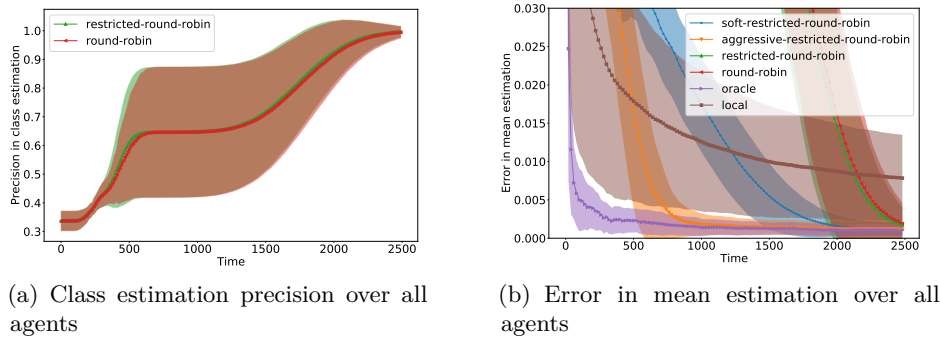 restricted-round-robin
round-robin
Precision in class estimation
1.0
0.9
0.8
0.7
0.6
0.5
0.4
0.3
0
500
1000
1500
2000
2500
Time
(a) Class estimation precision over all
agents
soft-restricted-round-robin
aggressive-restricted-round-robin
restricted-round-robin
round-robin
oracle
local
Error in mean estimation
0.030
0.025
0.020
0.015
0.010
0.005
0.000
0
500
1000
1500
2000
2500
Time
(b) Error in mean estimation over all
agents